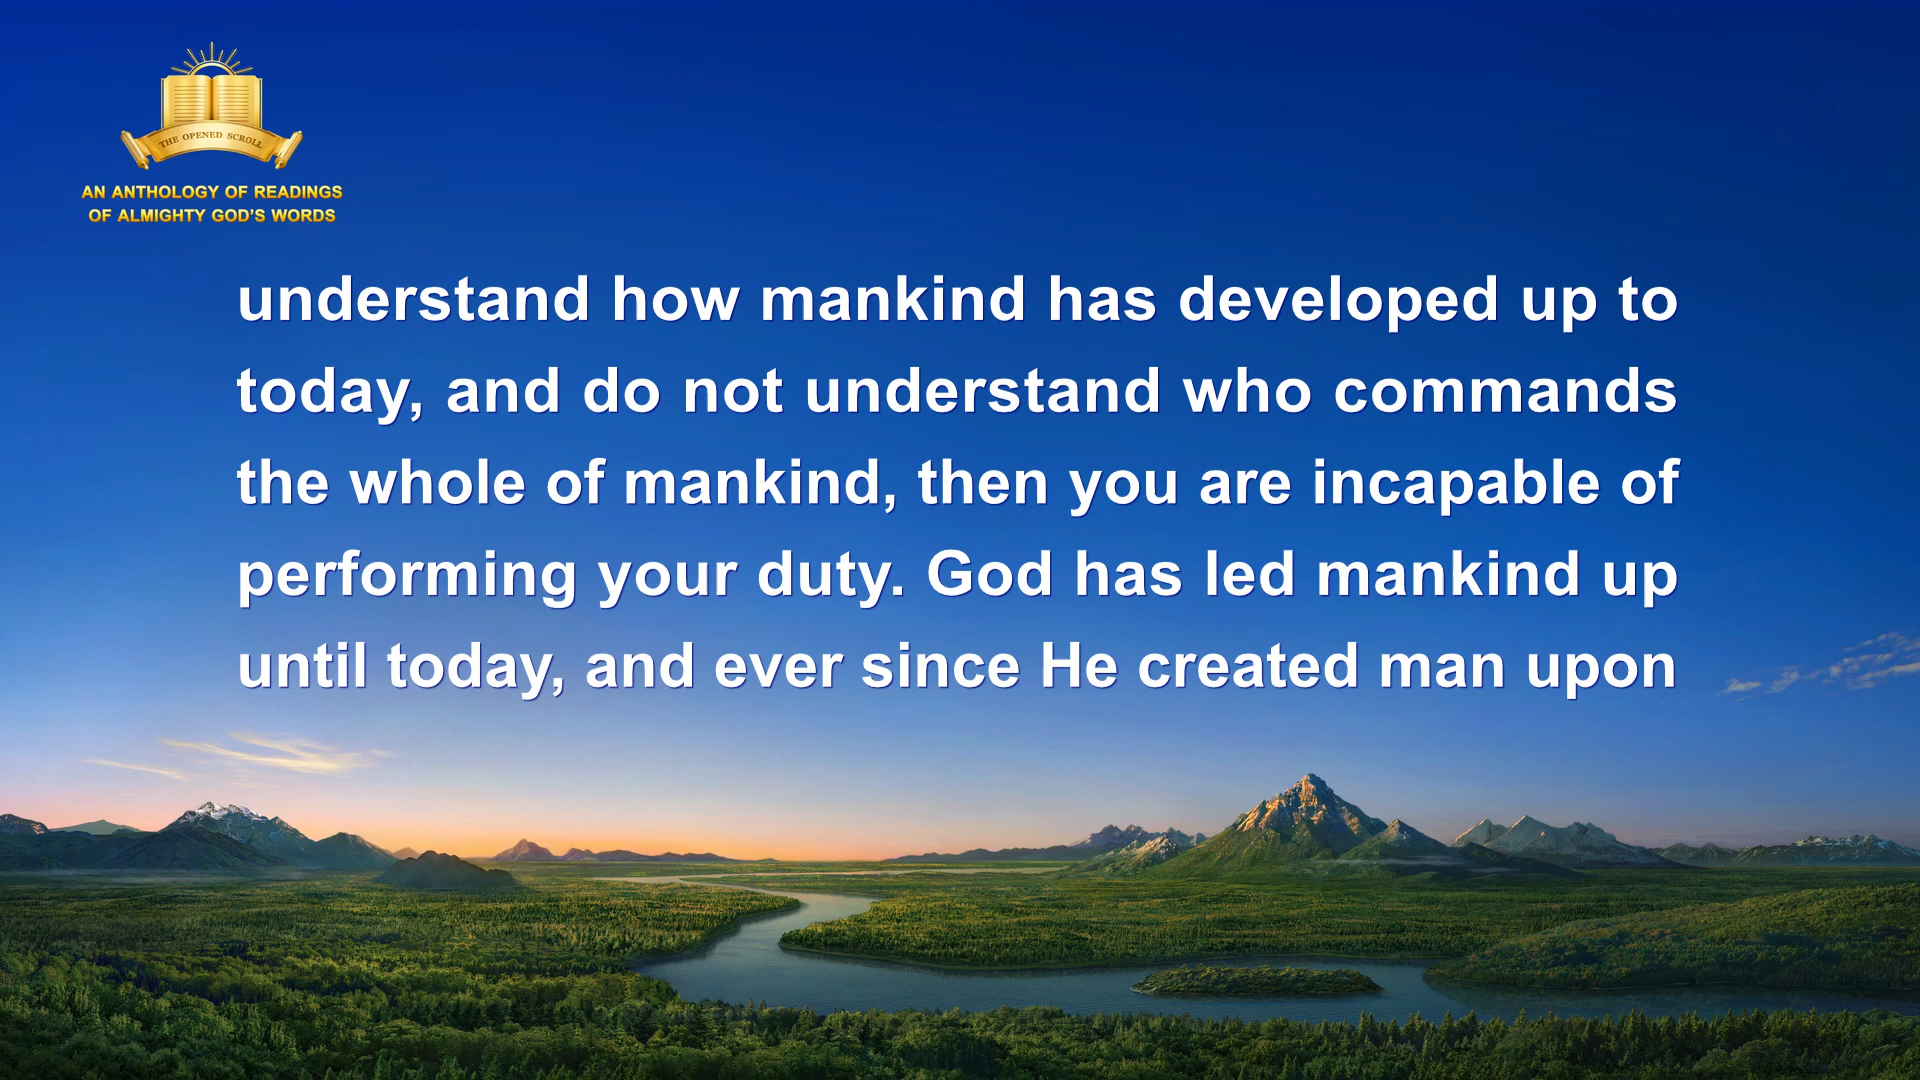 THE OPENED SCROLL
AN ANTHOLOGY OF READINGS
OF ALMIGHTY GOD'S WORDS
understand how mankind has developed up to
today, and do not understand who commands
the whole of mankind, then you are incapable of
performing your duty. God has led mankind up
until today, and ever since He created man upon